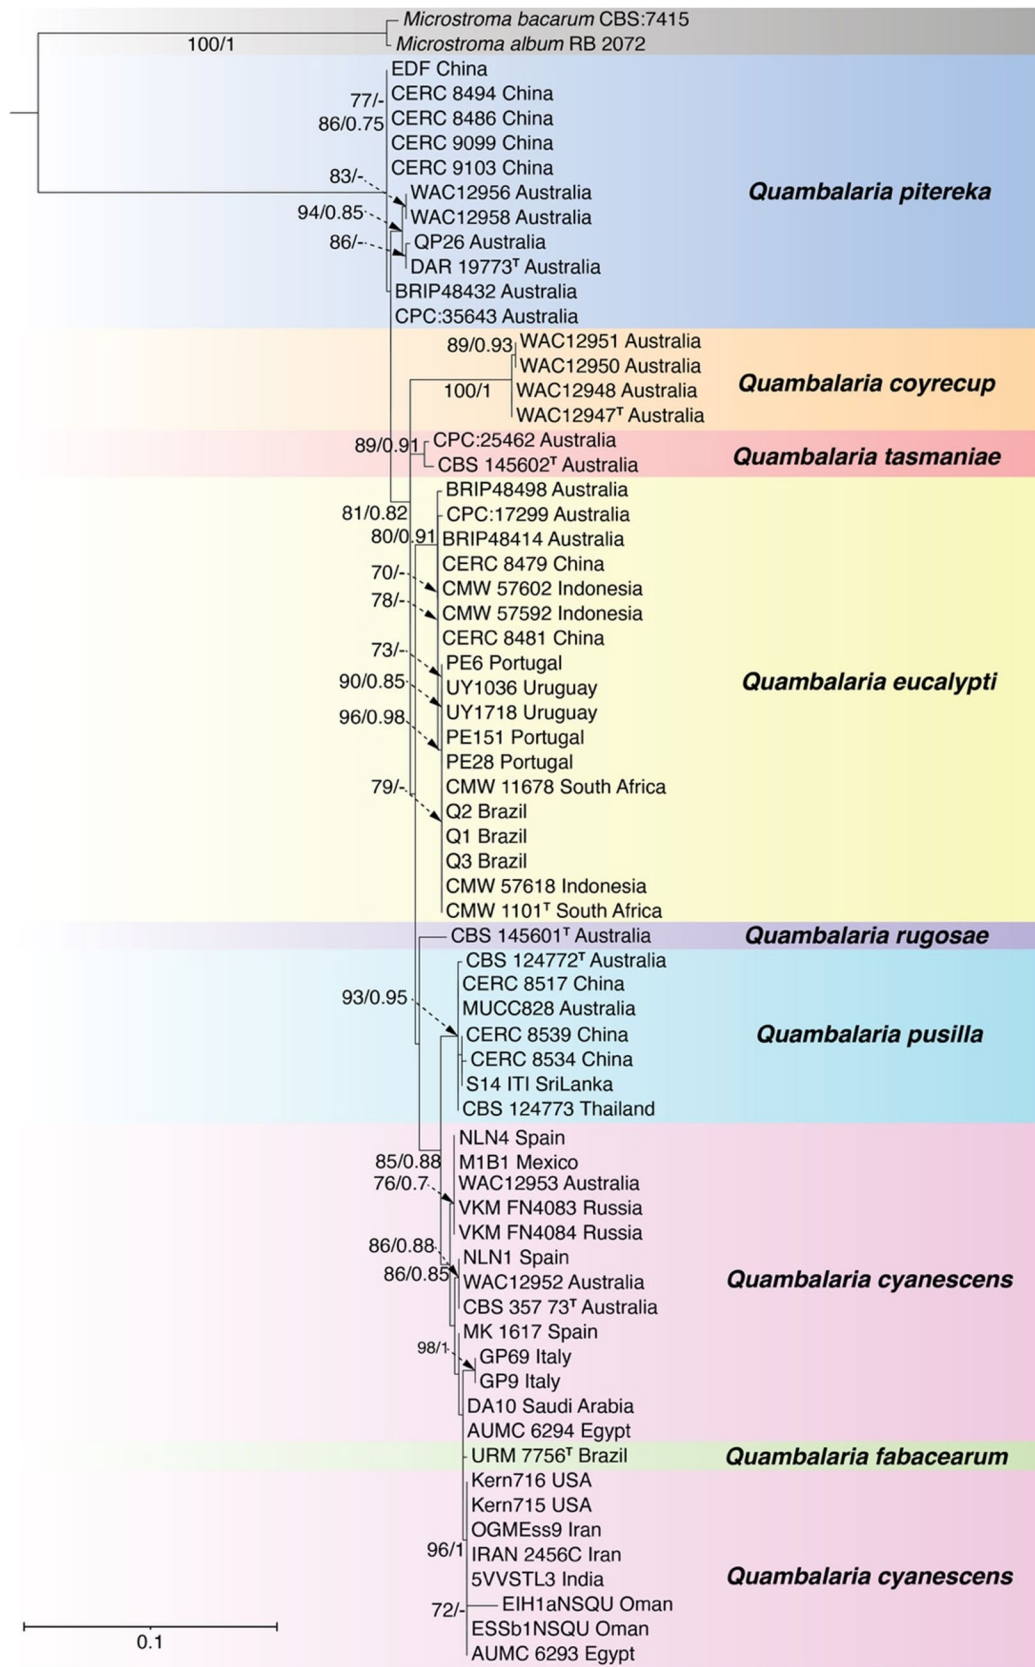 Microstroma bacarum CBS:7415
100/1
Microstroma album RB 2072
EDF China
77/-
CERC 8494 China
86/0.75
CERC 8486 China
CERC 9099 China
CERC 9103 China
83/-
WAC12956 Australia
Quambalaria pitereka
94/0.85
WAC12958 Australia
86/-
QP26 Australia
DAR 19773ᵀ Australia
BRIP48432 Australia
CPC:35643 Australia
89/0.93
WAC12951 Australia
WAC12950 Australia
100/1
WAC12948 Australia
Quambalaria coyrecup
WAC12947ᵀ Australia
89/0.91
CPC:25462 Australia
CBS 145602ᵀ Australia
Quambalaria tasmaniae
BRIP48498 Australia
81/0.82
CPC:17299 Australia
80/0.91
BRIP48414 Australia
CERC 8479 China
70/-
CMW 57602 Indonesia
78/-
CMW 57592 Indonesia
CERC 8481 China
73/-
PE6 Portugal
90/0.85
UY1036 Uruguay
Quambalaria eucalypti
96/0.98
UY1718 Uruguay
PE151 Portugal
PE28 Portugal
79/-
CMW 11678 South Africa
Q2 Brazil
Q1 Brazil
Q3 Brazil
CMW 57618 Indonesia
CMW 1101ᵀ South Africa
CBS 145601ᵀ Australia
Quambalaria rugosae
CBS 124772ᵀ Australia
93/0.95
CERC 8517 China
MUCC828 Australia
CERC 8539 China
Quambalaria pusilla
CERC 8534 China
S14 ITI SriLanka
CBS 124773 Thailand
NLN4 Spain
85/0.88
M1B1 Mexico
76/0.7
WAC12953 Australia
VKM FN4083 Russia
VKM FN4084 Russia
86/0.88
NLN1 Spain
86/0.85
WAC12952 Australia
Quambalaria cyanescens
CBS 357 73ᵀ Australia
MK 1617 Spain
98/1
GP69 Italy
GP9 Italy
DA10 Saudi Arabia
AUMC 6294 Egypt
URM 7756ᵀ Brazil
Quambalaria fabacearum
Kern716 USA
Kern715 USA
OGMEss9 Iran
96/1
IRAN 2456C Iran
5VVSTL3 India
Quambalaria cyanescens
EIH1aNSQU Oman
72/-
ESSb1NSQU Oman
0.1
AUMC 6293 Egypt